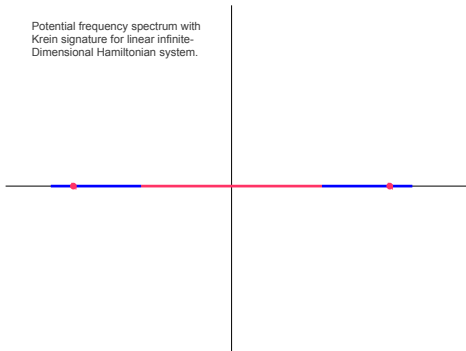 Potential frequency spectrum with
Krein signature for linear infinite-
Dimensional Hamiltonian system.